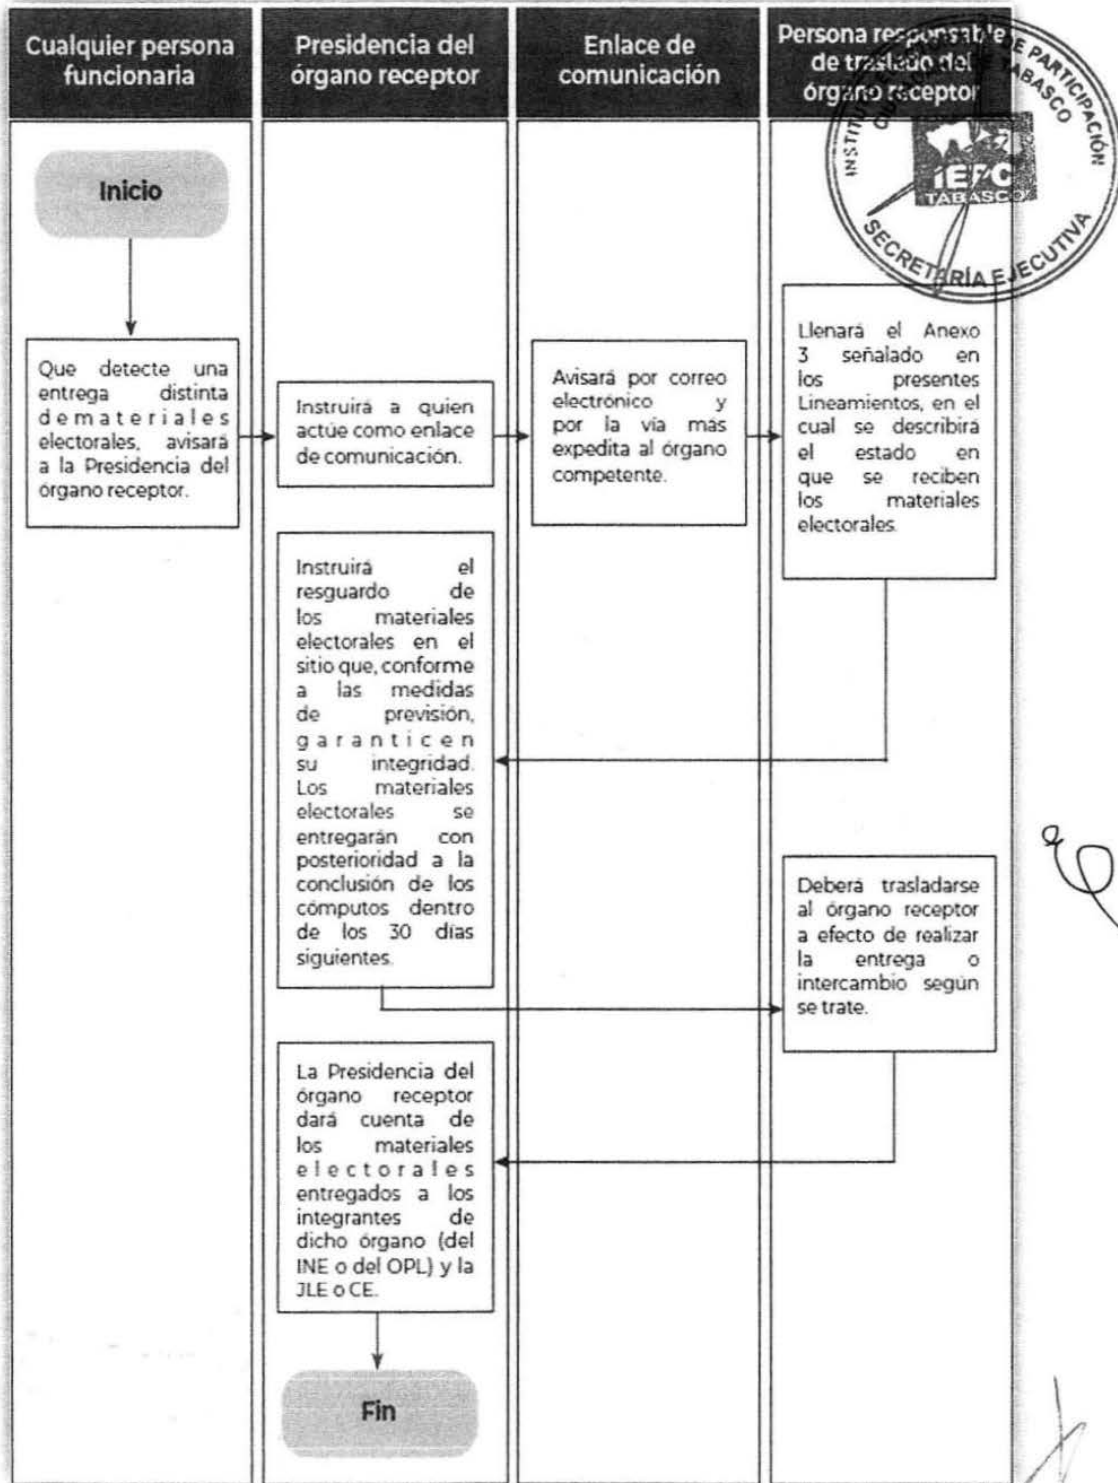 Cualquier persona
funcionaria
Presidencia del
órgano receptor
Enlace de
comunicación
Persona responsable
de traslado del
órgano receptor
INSTITUTO
DE PARTICIPACIÓN
TABASCO
IEPC
TABASCO
SECRETARÍA EJECUTIVA
Inicio
Que detecte una
entrega distinta
de materiales
electorales, avisará
a la Presidencia del
órgano receptor.
Instruirá a quien
actúe como enlace
de comunicación.
Avisará por correo
electrónico y
por la vía más
expedita al órgano
competente.
Llenará el Anexo
3 señalado en
los presentes
Lineamientos, en el
cual se describirá
el estado en
que se reciben
los materiales
electorales.
Instruirá el
resguardo de
los materiales
electorales en el
sitio que, conforme
a las medidas
de previsión,
garanticen
su integridad.
Los materiales
electorales se
entregarán con
posterioridad a la
conclusión de los
cómputos dentro
de los 30 días
siguientes.
Deberá trasladarse
al órgano receptor
a efecto de realizar
la entrega o
intercambio según
se trate.
La Presidencia del
órgano receptor
dará cuenta de
los materiales
electorales
entregados a los
integrantes de
dicho órgano (del
INE o del OPL) y la
JLE o CE.
Fin